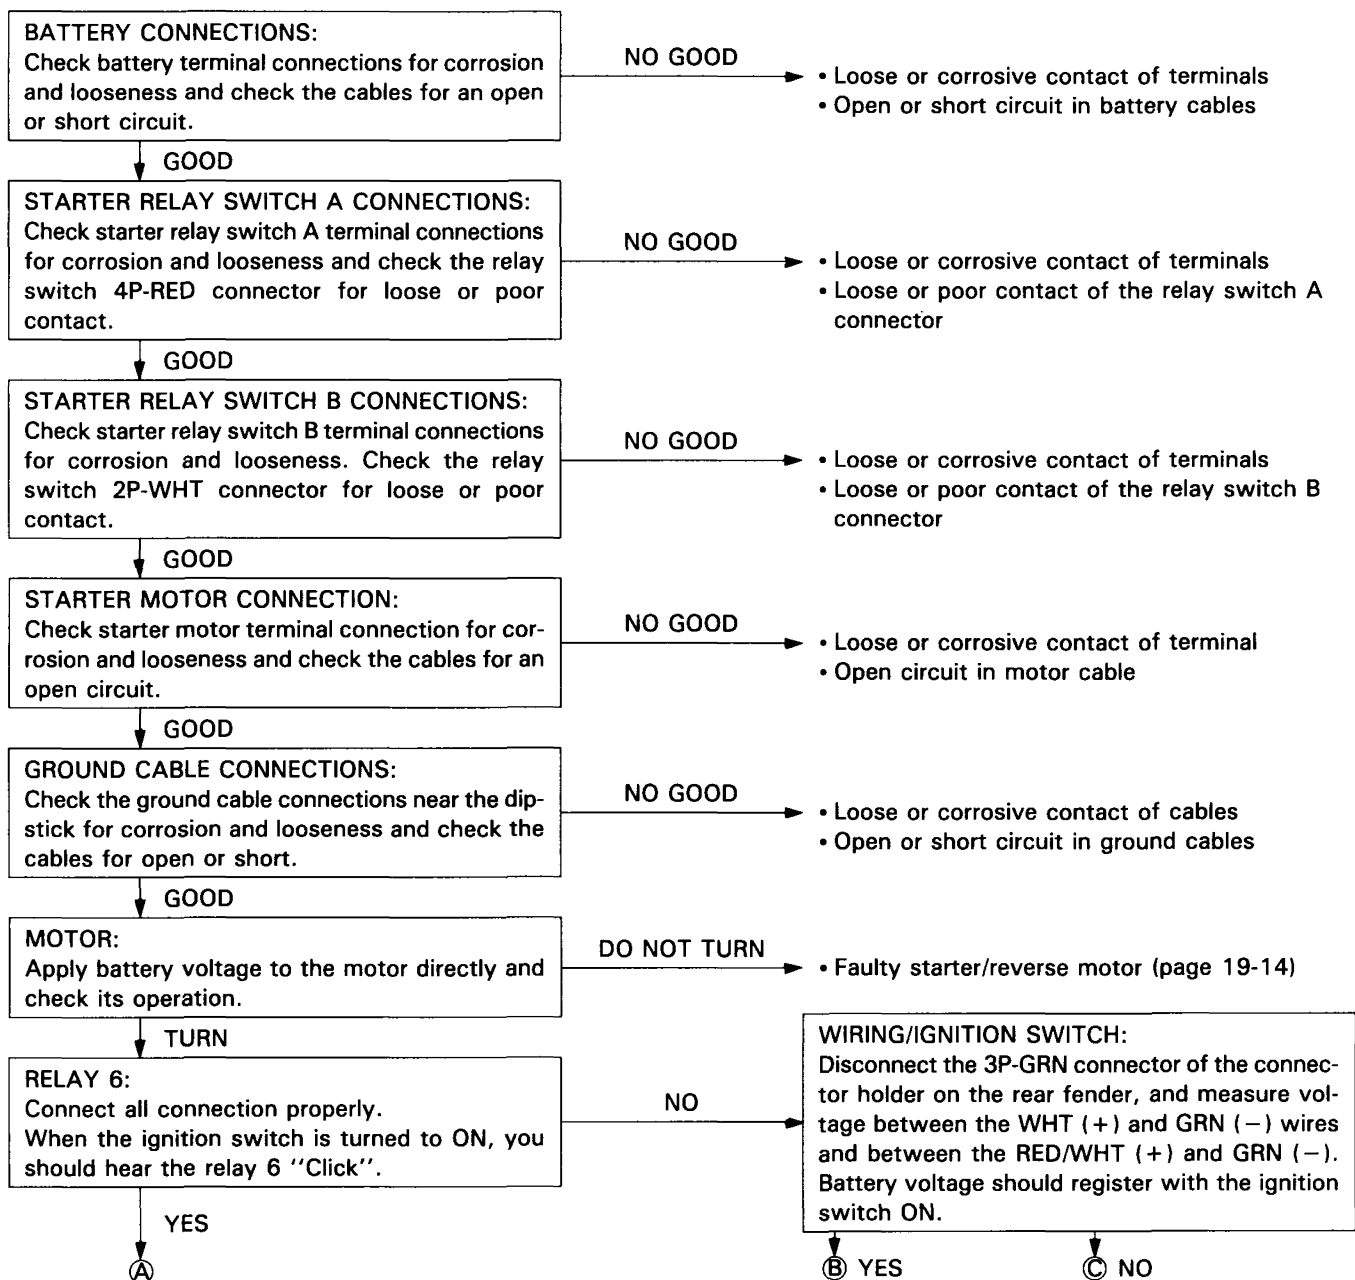 BATTERY CONNECTIONS:
Check battery terminal connections for corrosion
and looseness and check the cables for an open
or short circuit.
NO GOOD
• Loose or corrosive contact of terminals
• Open or short circuit in battery cables
GOOD
STARTER RELAY SWITCH A CONNECTIONS:
Check starter relay switch A terminal connections
for corrosion and looseness and check the relay
switch 4P-RED connector for loose or poor
contact.
NO GOOD
• Loose or corrosive contact of terminals
• Loose or poor contact of the relay switch A
connector
GOOD
STARTER RELAY SWITCH B CONNECTIONS:
Check starter relay switch B terminal connections
for corrosion and looseness. Check the relay
switch 2P-WHT connector for loose or poor
contact.
NO GOOD
• Loose or corrosive contact of terminals
• Loose or poor contact of the relay switch B
connector
GOOD
STARTER MOTOR CONNECTION:
Check starter motor terminal connection for cor-
rosion and looseness and check the cables for an
open circuit.
NO GOOD
• Loose or corrosive contact of terminal
• Open circuit in motor cable
GOOD
GROUND CABLE CONNECTIONS:
Check the ground cable connections near the dip-
stick for corrosion and looseness and check the
cables for open or short.
NO GOOD
• Loose or corrosive contact of cables
• Open or short circuit in ground cables
GOOD
MOTOR:
Apply battery voltage to the motor directly and
check its operation.
DO NOT TURN
• Faulty starter/reverse motor (page 19-14)
TURN
RELAY 6:
Connect all connection properly.
When the ignition switch is turned to ON, you
should hear the relay 6 ''Click''.
NO
WIRING/IGNITION SWITCH:
Disconnect the 3P-GRN connector of the connec-
tor holder on the rear fender, and measure vol-
tage between the WHT (+) and GRN (−) wires
and between the RED/WHT (+) and GRN (−).
Battery voltage should register with the ignition
switch ON.
YES
Ⓐ
Ⓑ YES
Ⓒ NO